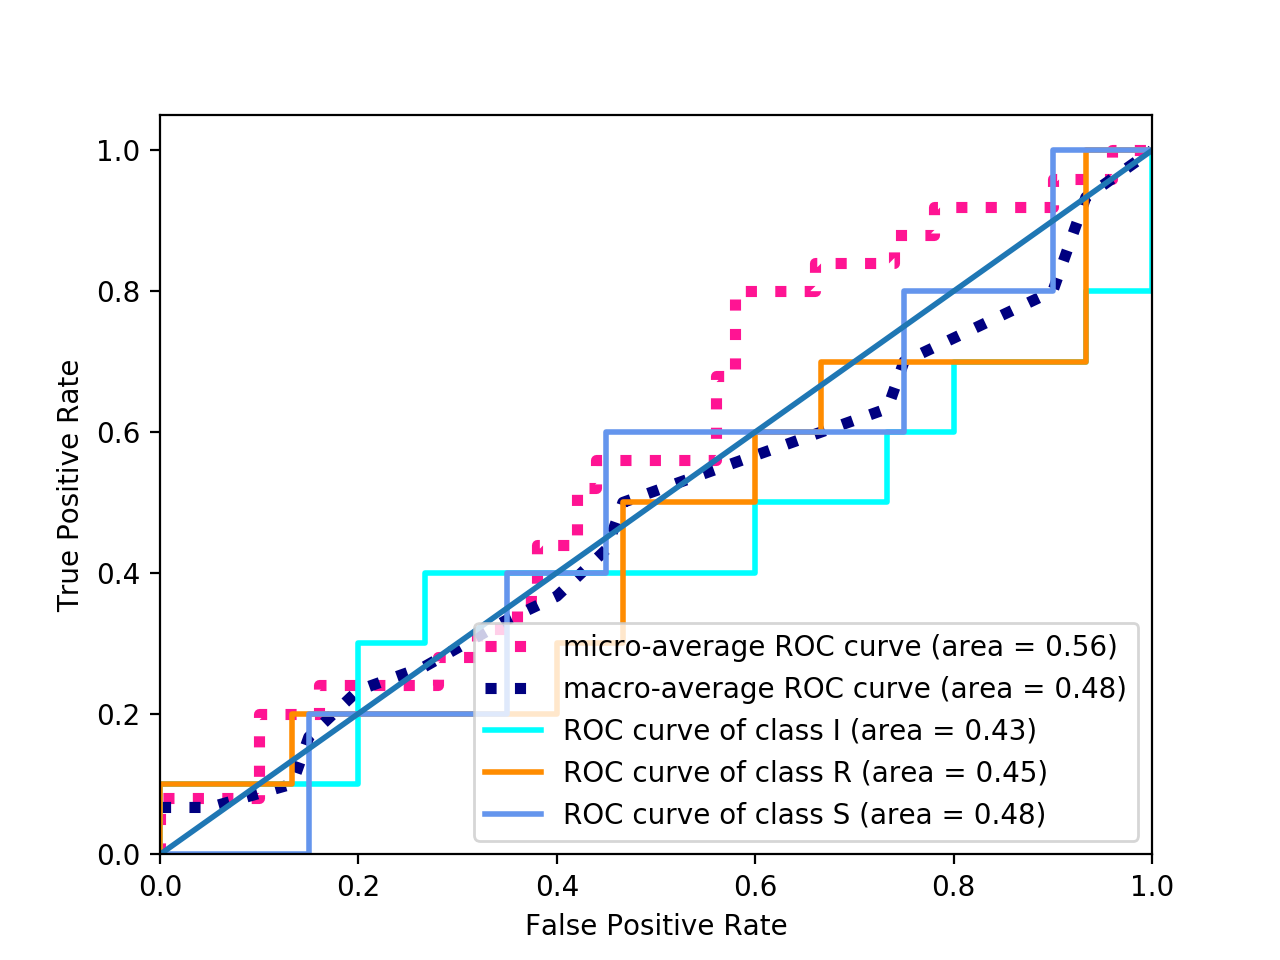 1.0
0.8
0.6
0.4
0.2
0.0
True Positive Rate
micro-average ROC curve (area = 0.56)
macro-average ROC curve (area = 0.48)
ROC curve of class I (area = 0.43)
ROC curve of class R (area = 0.45)
ROC curve of class S (area = 0.48)
0.0 0.2 0.4 0.6 0.8 1.0
False Positive Rate